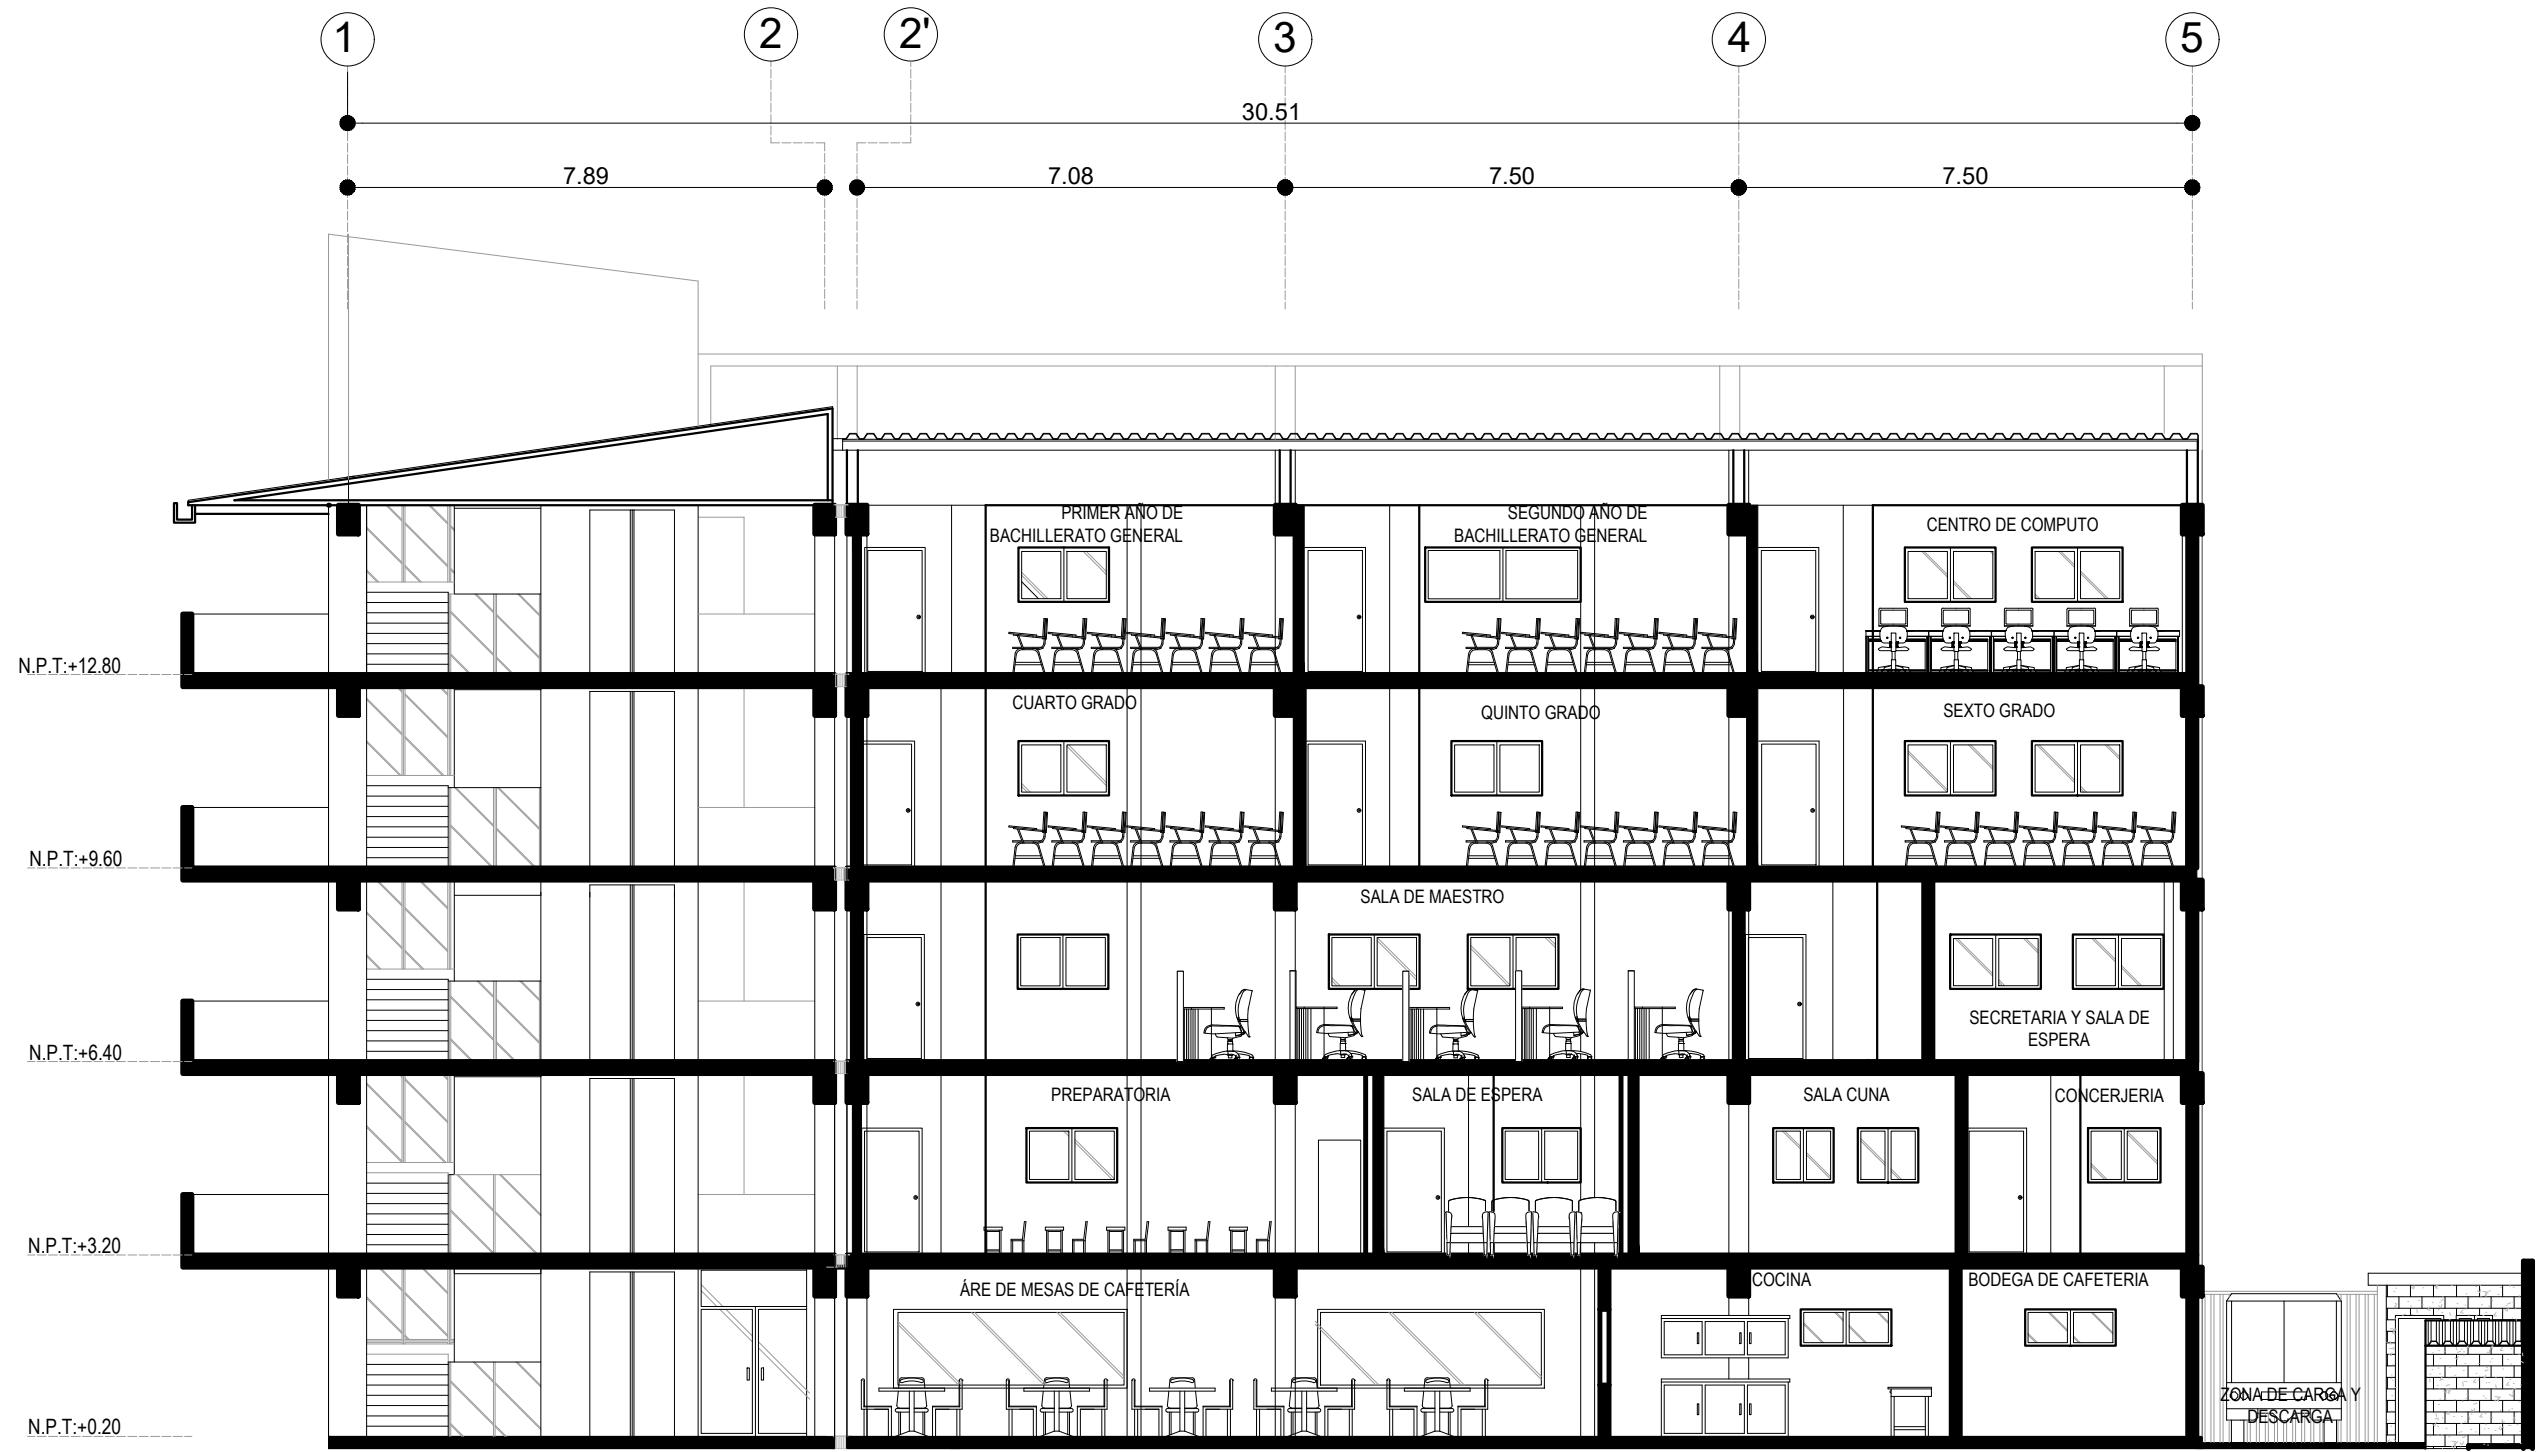 1
2
2'
3
4
5
30.51
7.89
7.08
7.50
7.50
PRIMER AÑO DE
BACHILLERATO GENERAL
SEGUNDO AÑO DE
BACHILLERATO GENERAL
CENTRO DE COMPUTO
N.P.T:+12.80
CUARTO GRADO
QUINTO GRADO
SEXTO GRADO
N.P.T:+9.60
SALA DE MAESTRO
SECRETARIA Y SALA DE
ESPERA
N.P.T:+6.40
PREPARATORIA
SALA DE ESPERA
SALA CUNA
CONCERJERIA
N.P.T:+3.20
ÁRE DE MESAS DE CAFETERÍA
COCINA
BODEGA DE CAFETERIA
ZONA DE CARGA Y
DESCARGA
N.P.T:+0.20